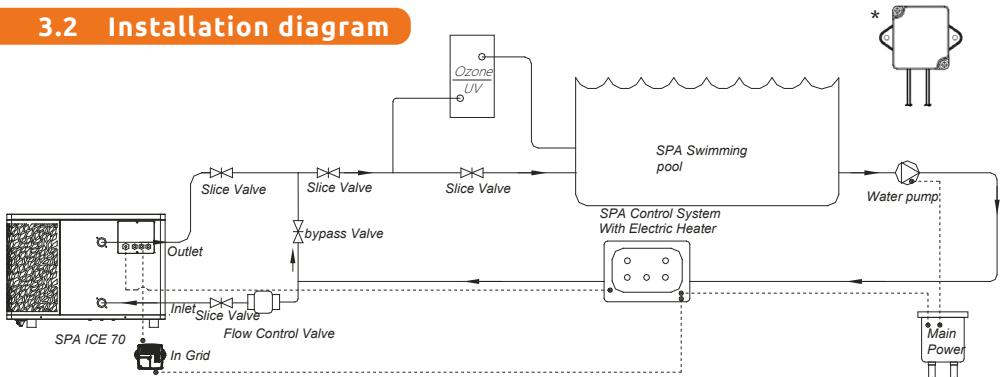 3.2 Installation diagram
*
Ozone
UV
SPA Swimming
pool
Slice Valve
Slice Valve
Slice Valve
Water pump
SPA Control System
With Electric Heater
bypass Valve
Outlet
Inlet
Slice Valve
Flow Control Valve
SPA ICE 70
In Grid
Main
Power